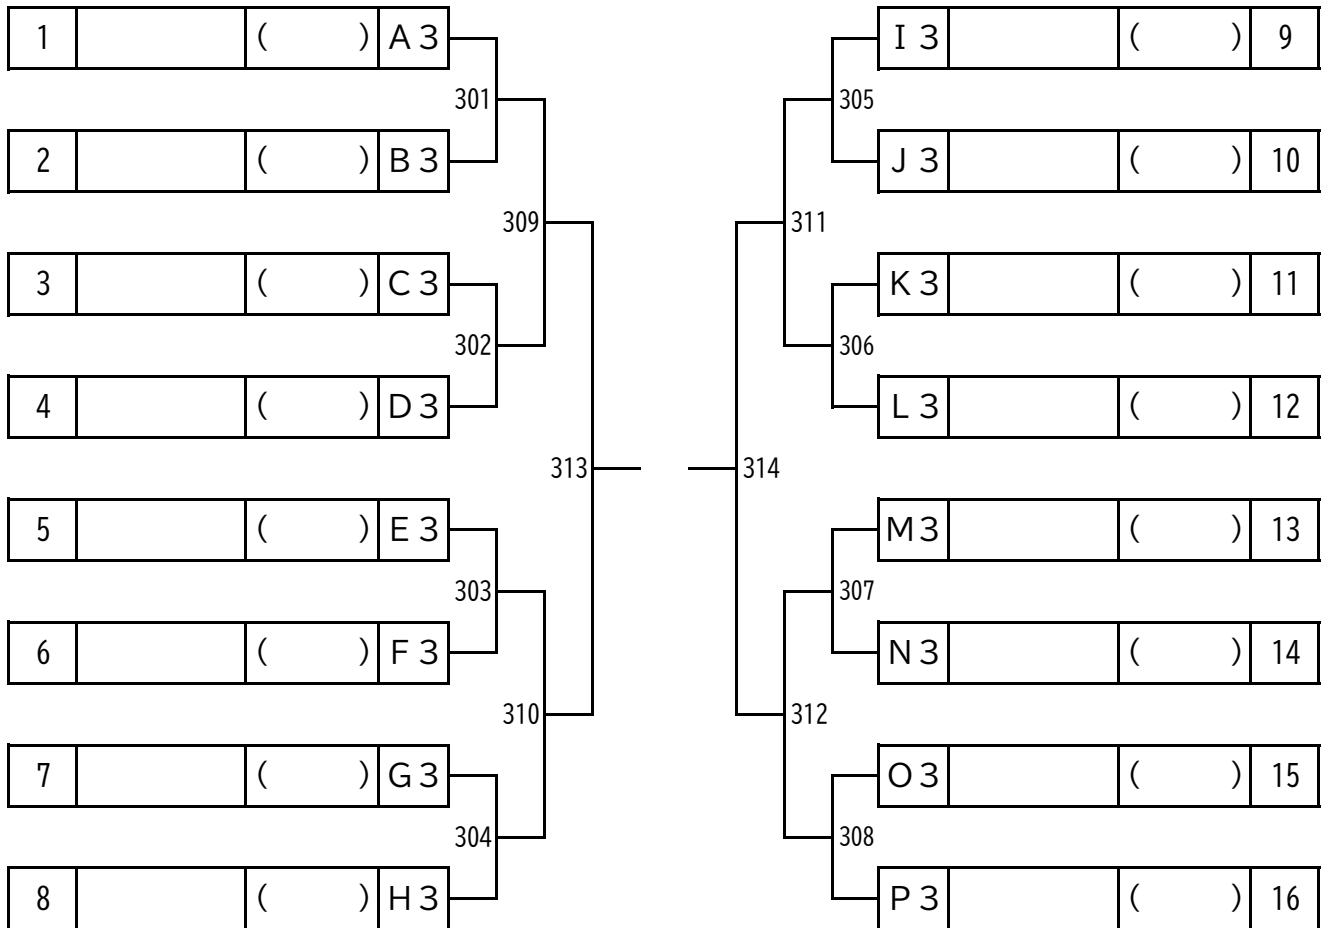 1 ( ) A3 I3 ( ) 9
301 305
2 ( ) B3 J3 ( ) 10
309 311
3 ( ) C3 K3 ( ) 11
302 306
4 ( ) D3 L3 ( ) 12
313 314
5 ( ) E3 M3 ( ) 13
303 307
6 ( ) F3 N3 ( ) 14
310 312
7 ( ) G3 O3 ( ) 15
304 308
8 ( ) H3 P3 ( ) 16